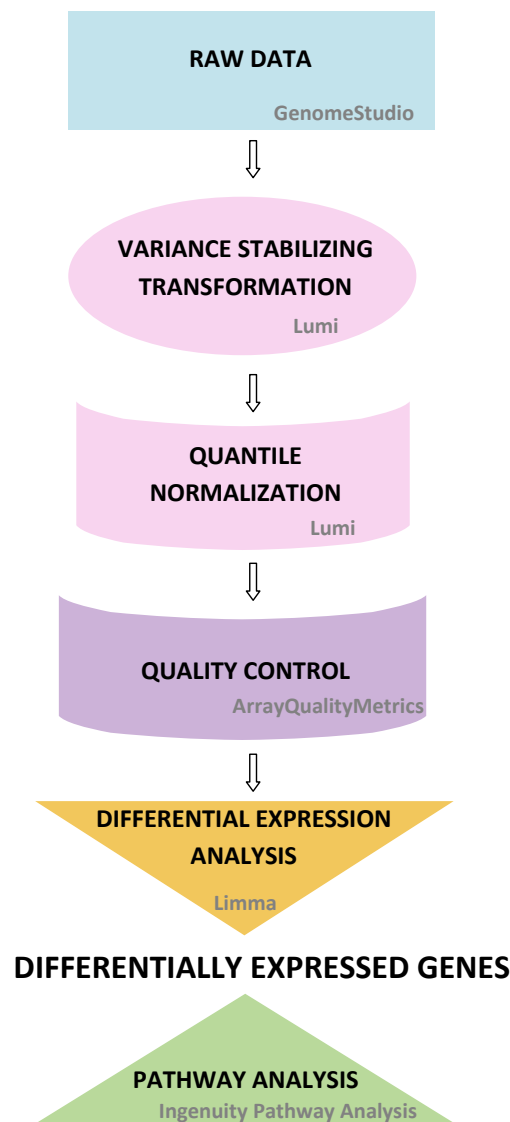 RAW DATA
GenomeStudio
VARIANCE STABILIZING
TRANSFORMATION
Lumi
QUANTILE
NORMALIZATION
Lumi
QUALITY CONTROL
ArrayQualityMetrics
DIFFERENTIAL EXPRESSION
ANALYSIS
Limma
DIFFERENTIALLY EXPRESSED GENES
PATHWAY ANALYSIS
Ingenuity Pathway Analysis